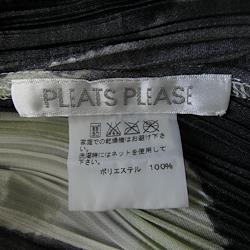 PLEATS PLEASE
家庭での乾燥機はお避け下さい
洗濯時にはネットを使用して下さい
ポリエステル 100%